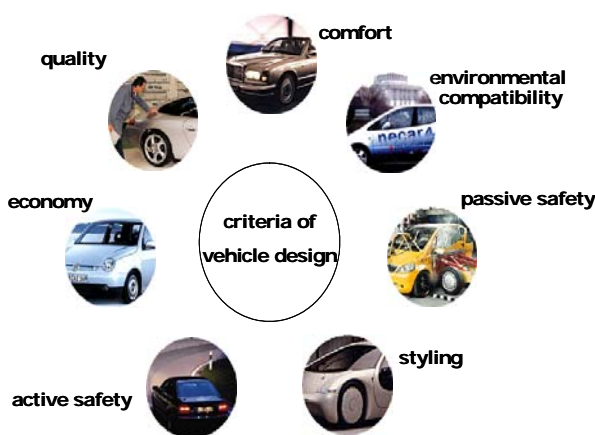 comfort
quality
environmental
compatibility
necar4
economy
passive safety
criteria of
vehicle design
styling
active safety